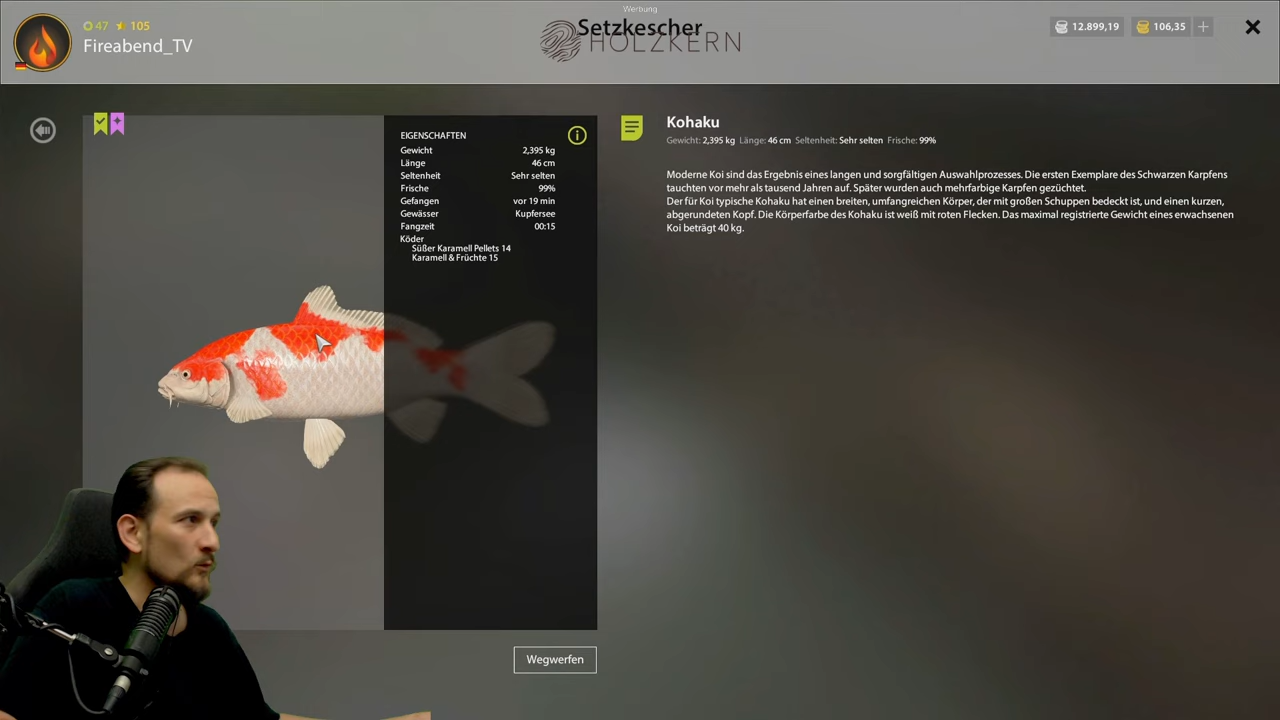 Werbung
47 105
Setzkescher
Fireabend_TV
HOLZKERN
12.899,19
106,35
EIGENSCHAFTEN
Gewicht 2,395 kg
Länge 46 cm
Seltenheit Sehr selten
Frische 99%
Gefangen vor 19 min
Gewässer Kupfersee
Fangzeit 00:15
Köder
Süßer Karamell Pellets 14
Karamell & Früchte 15
Kohaku
Gewicht: 2,395 kg Länge: 46 cm Seltenheit: Sehr selten Frische: 99%
Moderne Koi sind das Ergebnis eines langen und sorgfältigen Auswahlprozesses. Die ersten Exemplare des Schwarzen Karpfens
tauchten vor mehr als tausend Jahren auf. Später wurden auch mehrfarbige Karpfen gezüchtet.
Der für Koi typische Kohaku hat einen breiten, umfangreichen Körper, der mit großen Schuppen bedeckt ist, und einen kurzen,
abgerundeten Kopf. Die Körperfarbe des Kohaku ist weiß mit roten Flecken. Das maximal registrierte Gewicht eines erwachsenen
Koi beträgt 40 kg.
Wegwerfen